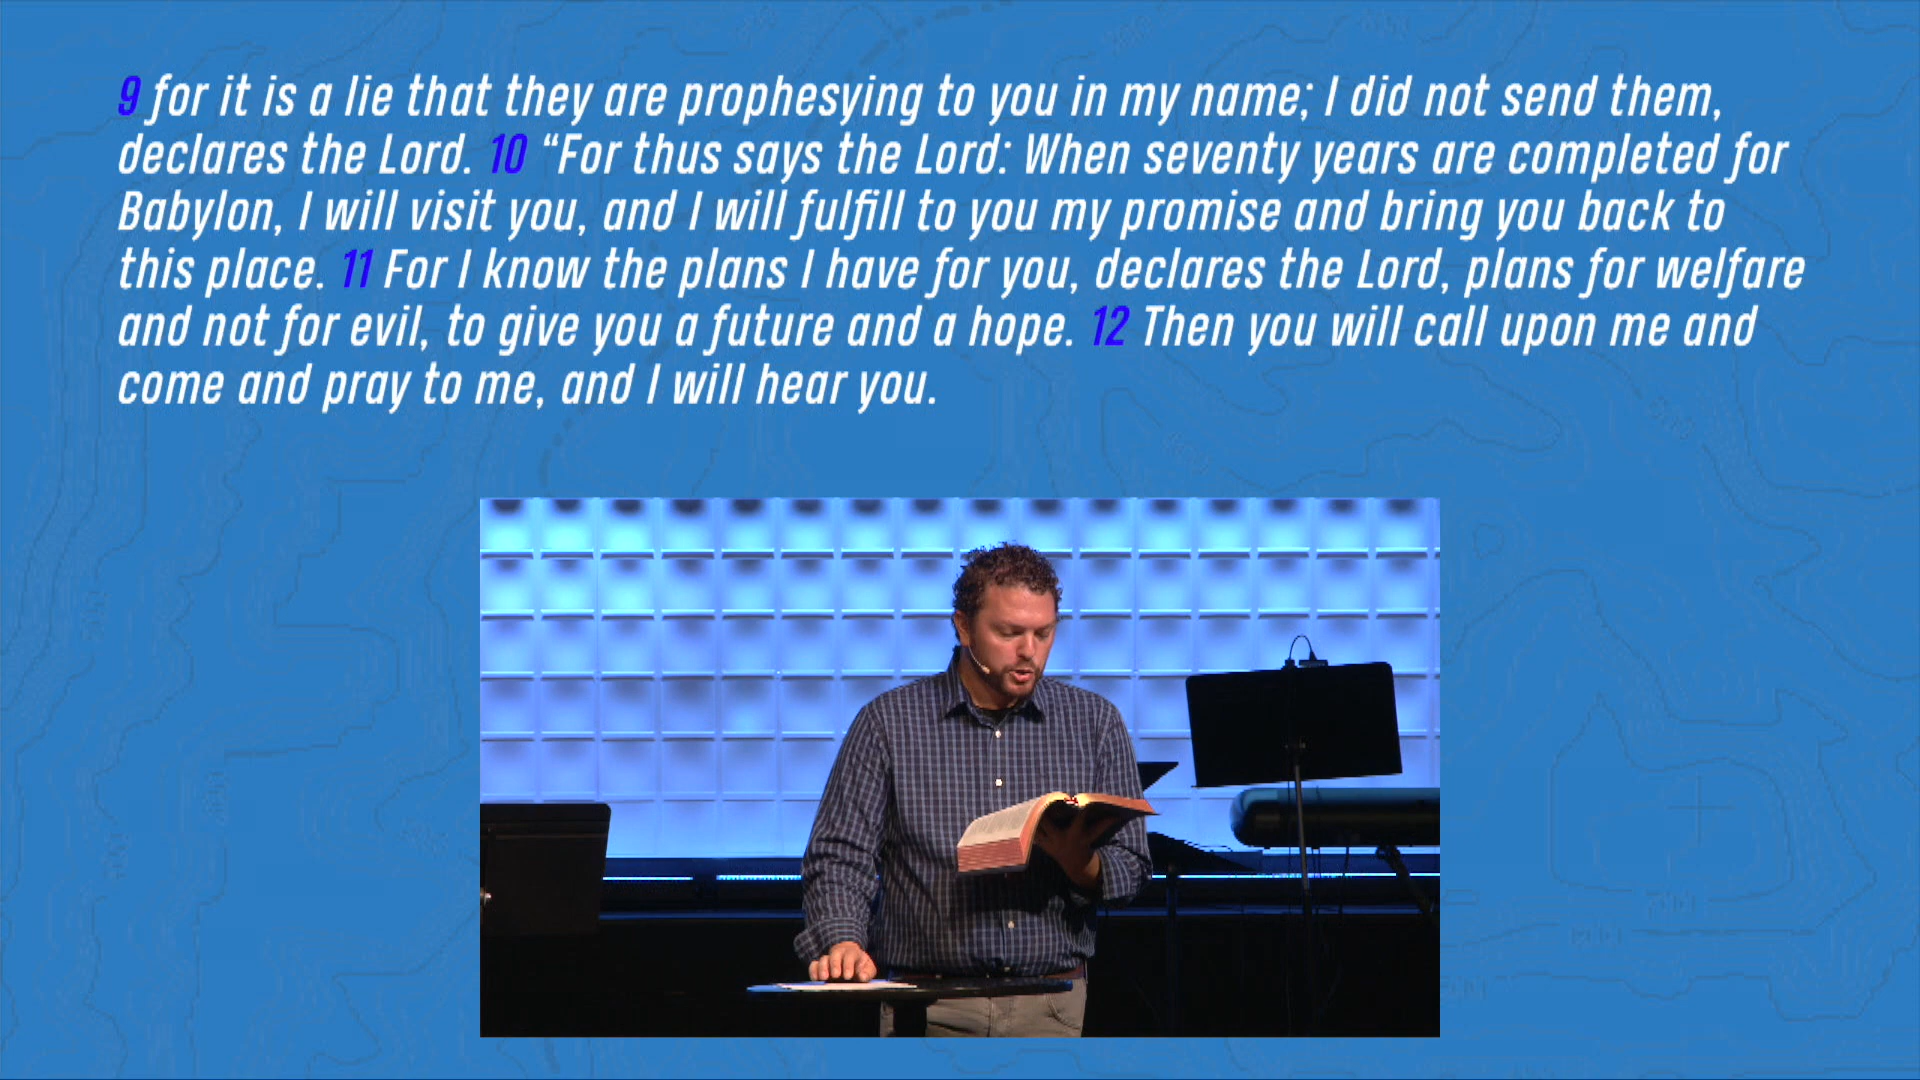 9 for it is a lie that they are prophesying to you in my name; I did not send them,
declares the Lord. 10 “For thus says the Lord: When seventy years are completed for
Babylon, I will visit you, and I will fulfill to you my promise and bring you back to
this place. 11 For I know the plans I have for you, declares the Lord, plans for welfare
and not for evil, to give you a future and a hope. 12 Then you will call upon me and
come and pray to me, and I will hear you.